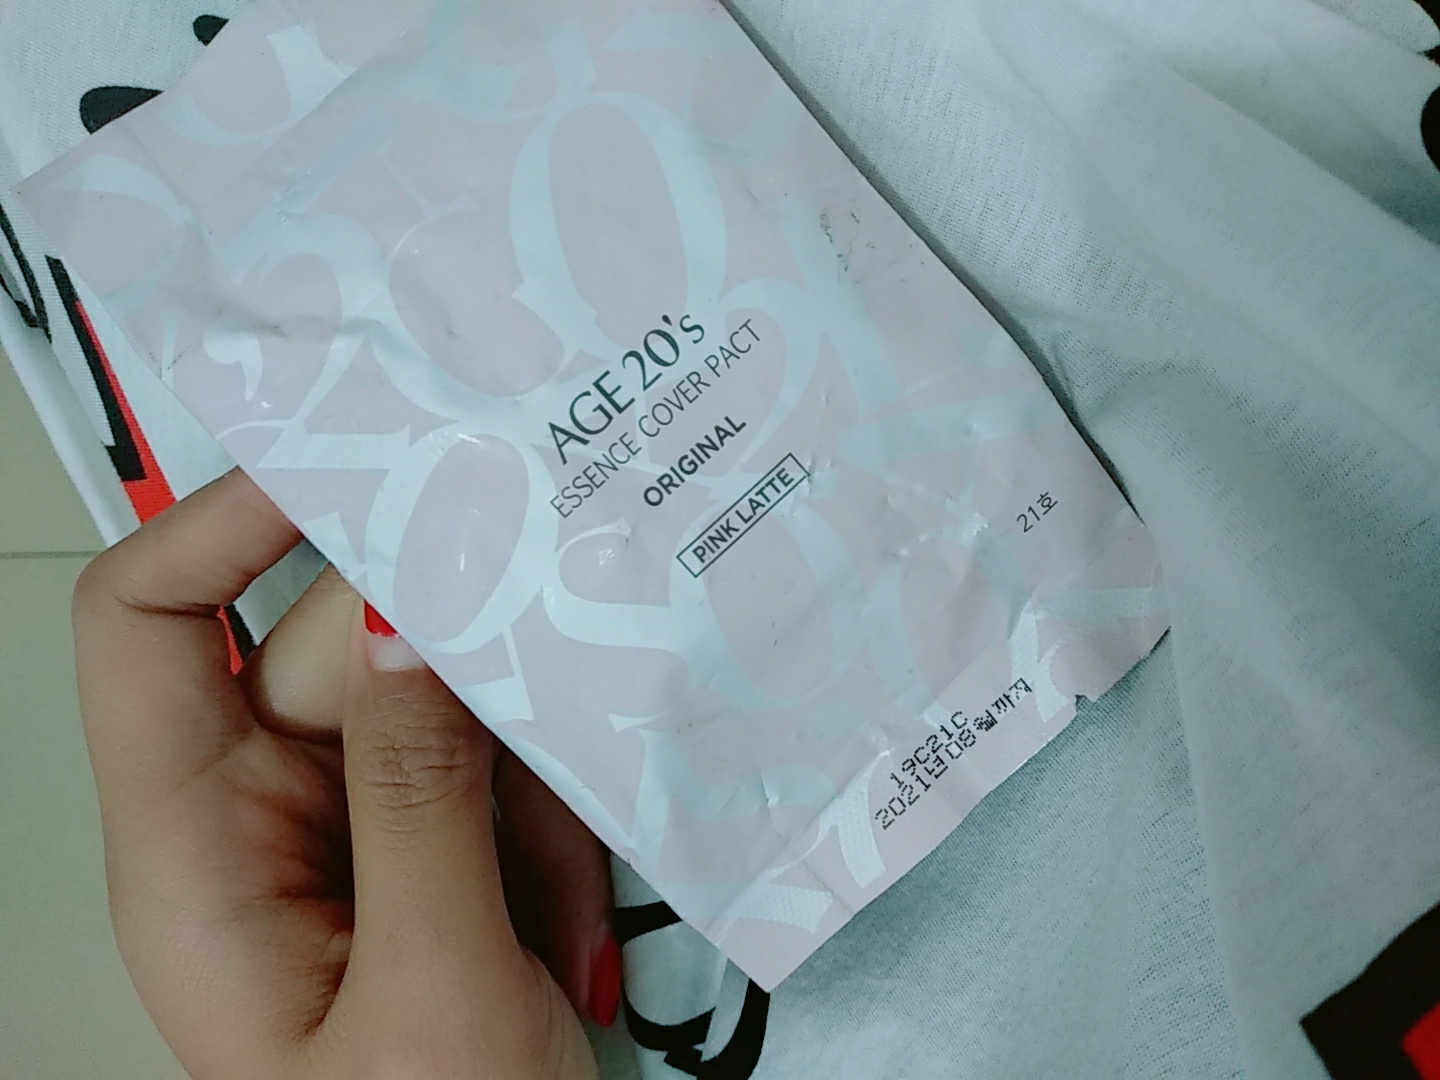 AGE 20's
ESSENCE COVER PACT
ORIGINAL
PINK LATTE
21호
19C21C
2021년08월까지